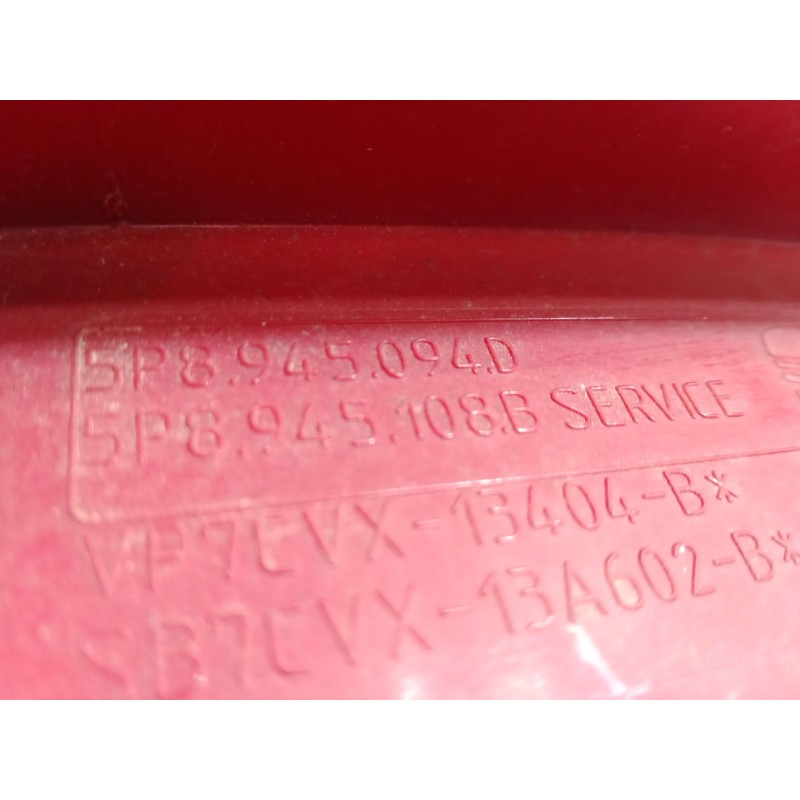 5P8.945.094.D
5P8.945.108.B SERVICE
VP7CVX-13404-B*
SB7CVX-13A602-B*